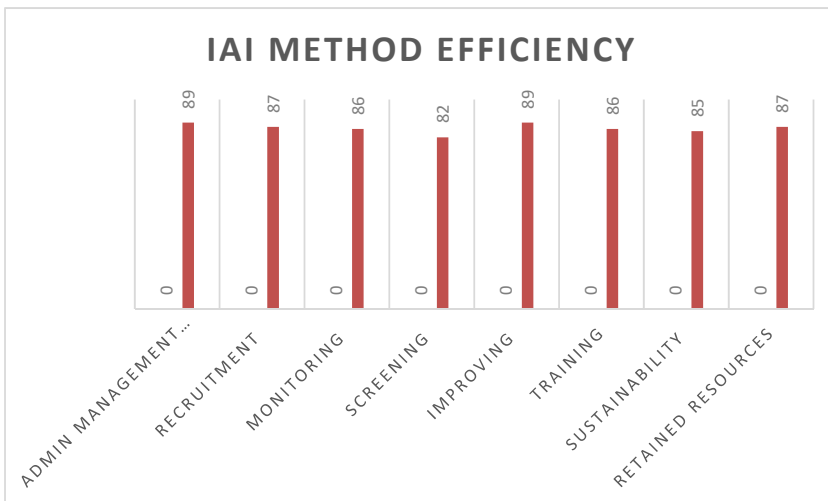 IAI METHOD EFFICIENCY
0
89
0
87
0
86
0
82
0
89
0
86
0
85
0
87
ADMIN MANAGEMENT…
RECRUITMENT
MONITORING
SCREENING
IMPROVING
TRAINING
SUSTAINABILITY
RETAINED RESOURCES